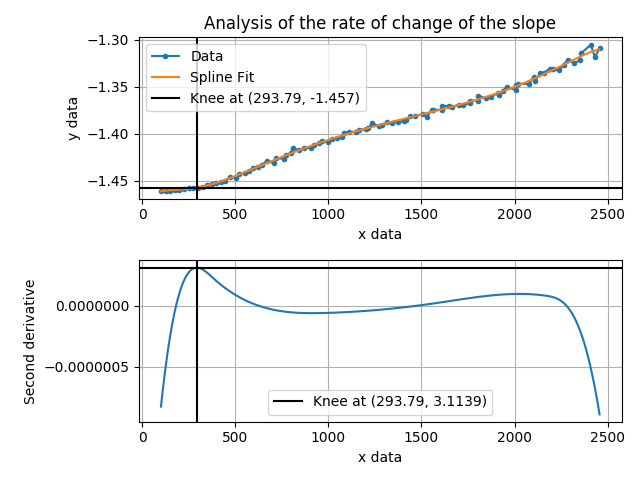 Analysis of the rate of change of the slope
−1.30
−1.35
−1.40
−1.45
y data
Data
Spline Fit
Knee at (293.79, -1.457)
0 500 1000 1500 2000 2500
x data
0.0000000
−0.0000005
Second derivative
Knee at (293.79, 3.1139)
0 500 1000 1500 2000 2500
x data